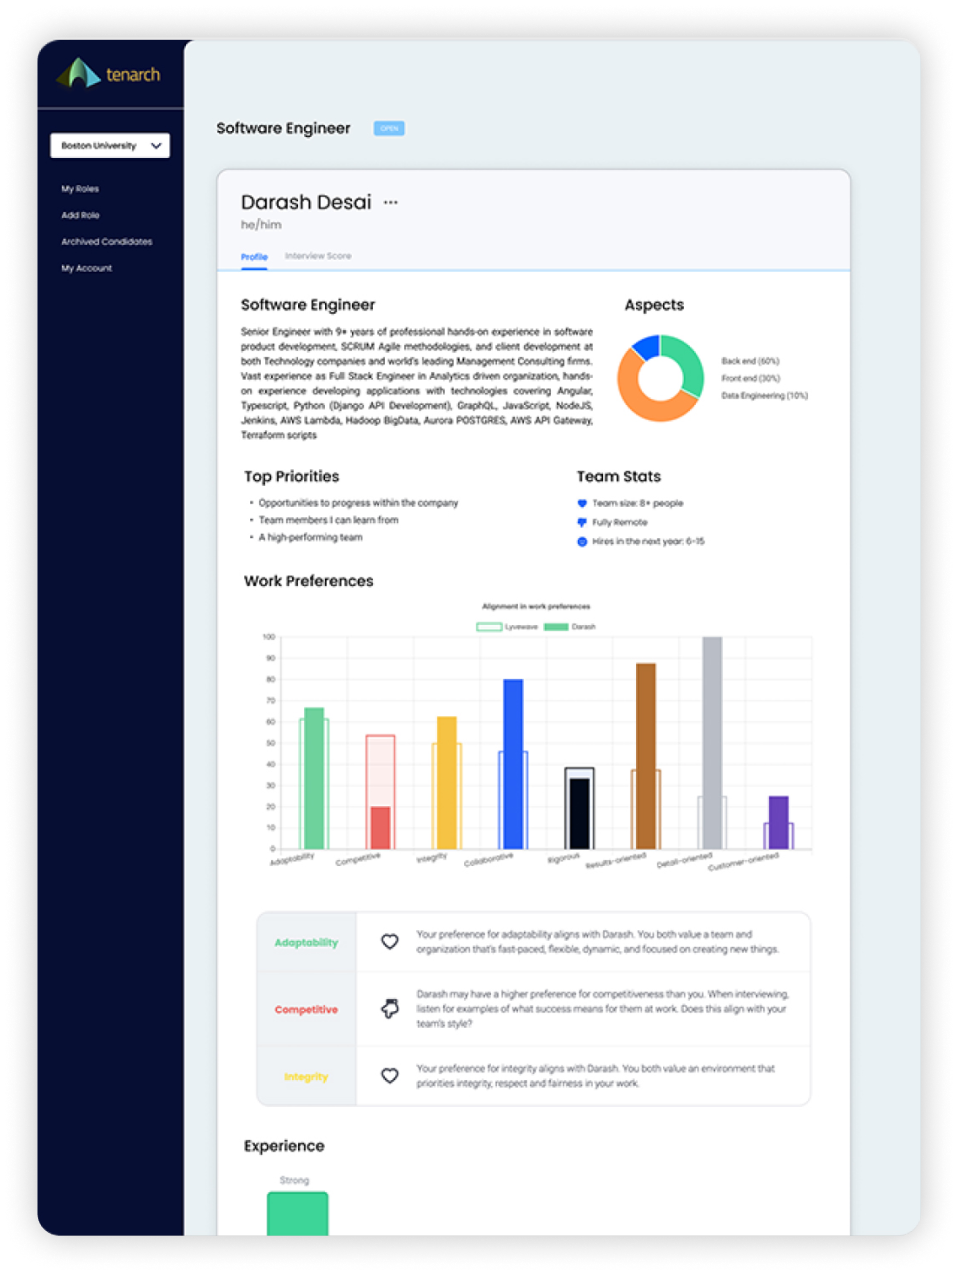 tenarch
Boston University
My Roles
Add Role
Archived Candidates
My Account
Software Engineer
OPEN
Darash Desai ...
he/him
Profile
Interview Score
Software Engineer
Senior Engineer with 9+ years of professional hands-on experience in software
product development, SCRUM Agile methodologies, and client development at
both Technology companies and world's leading Management Consulting firms.
Vast experience as Full Stack Engineer in Analytics driven organization, hands-
on experience developing applications with technologies covering Angular,
Typescript, Python (Django API Development), GraphQL, JavaScript, NodeJS,
Jenkins, AWS Lambda, Hadoop BigData, Aurora POSTGRES, AWS API Gateway,
Terraform scripts
Aspects
Back end (60%)
Front end (30%)
Data Engineering (10%)
Top Priorities
• Opportunities to progress within the company
• Team members I can learn from
• A high-performing team
Team Stats
Team size: 8+ people
Fully Remote
Hires in the next year: 6-15
Work Preferences
Alignment in work preferences
Lyvewave
Darash
100
90
80
70
60
50
40
30
20
10
0
Adaptability
Competitive
Integrity
Collaborative
Rigorous
Results-oriented
Detail-oriented
Customer-oriented
Adaptability
Your preference for adaptability aligns with Darash. You both value a team and
organization that's fast-paced, flexible, dynamic, and focused on creating new things.
Competitive
Darash may have a higher preference for competitiveness than you. When interviewing,
listen for examples of what success means for them at work. Does this align with your
team's style?
Integrity
Your preference for integrity aligns with Darash. You both value an environment that
priorities integrity, respect and fairness in your work.
Experience
Strong